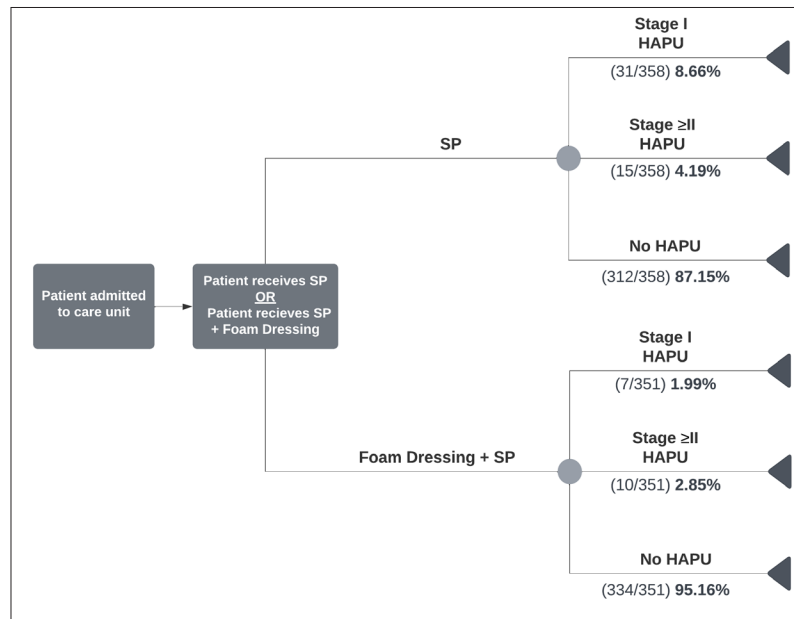 Stage I
HAPU
(31/358) 8.66%
Stage ≥II
HAPU
SP
(15/358) 4.19%
No HAPU
(312/358) 87.15%
Patient admitted
to care unit
Patient receives SP
OR
Patient recieves SP
+ Foam Dressing
Stage I
HAPU
(7/351) 1.99%
Stage ≥II
HAPU
Foam Dressing + SP
(10/351) 2.85%
No HAPU
(334/351) 95.16%